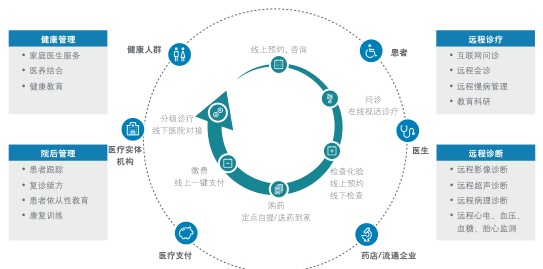 健康管理
• 家庭医生服务
• 医养结合
• 健康教育
院后管理
• 患者跟踪
• 复诊续方
• 患者依从性教育
• 康复训练
健康人群
患者
医疗实体
机构
医生
医疗支付
药店/流通企业
线上预约, 咨询
问诊
在线视话诊疗
检查化验
线上预约
线下检查
购药
定点自提/送药到家
缴费
线上一键支付
分级诊疗
线下医院对接
远程诊疗
• 互联网问诊
• 远程会诊
• 远程慢病管理
• 教育科研
远程诊断
• 远程影像诊断
• 远程超声诊断
• 远程病理诊断
• 远程心电、血压、
血糖、胎心监测